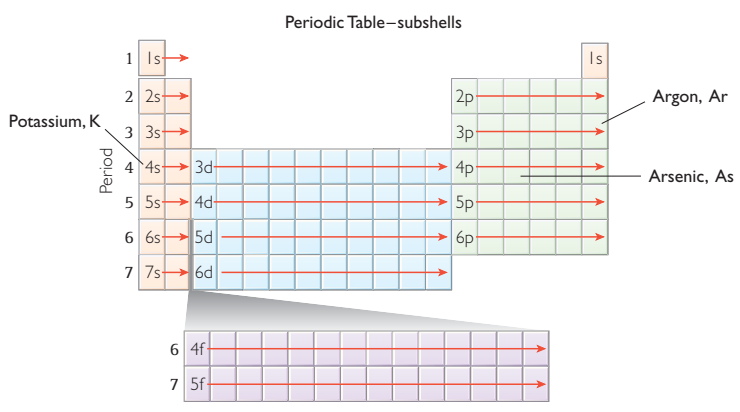 Periodic Table–subshells
1 1s 1s
2 2s 2p Argon, Ar
Potassium, K
3 3s 3p
Period
4 4s 3d 4p
Arsenic, As
5 5s 4d 5p
6 6s 5d 6p
7 7s 6d
6 4f
7 5f